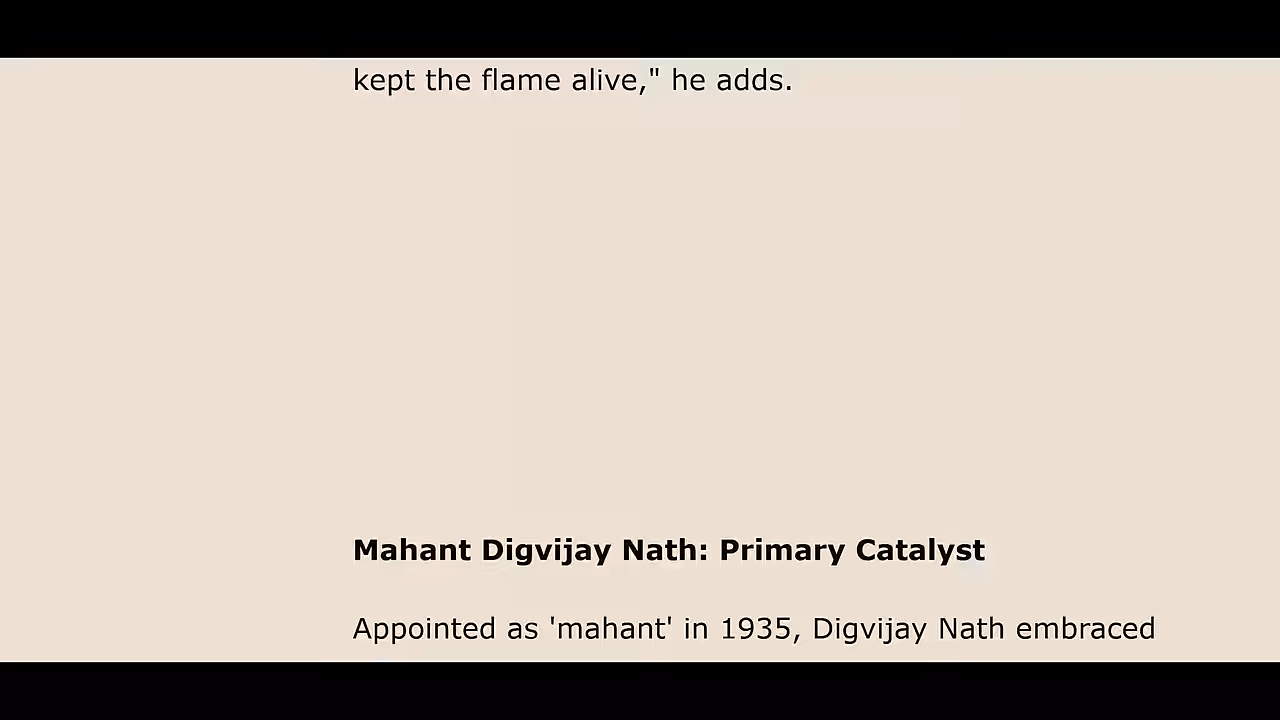 kept the flame alive," he adds.
Mahant Digvijay Nath: Primary Catalyst
Appointed as 'mahant' in 1935, Digvijay Nath embraced